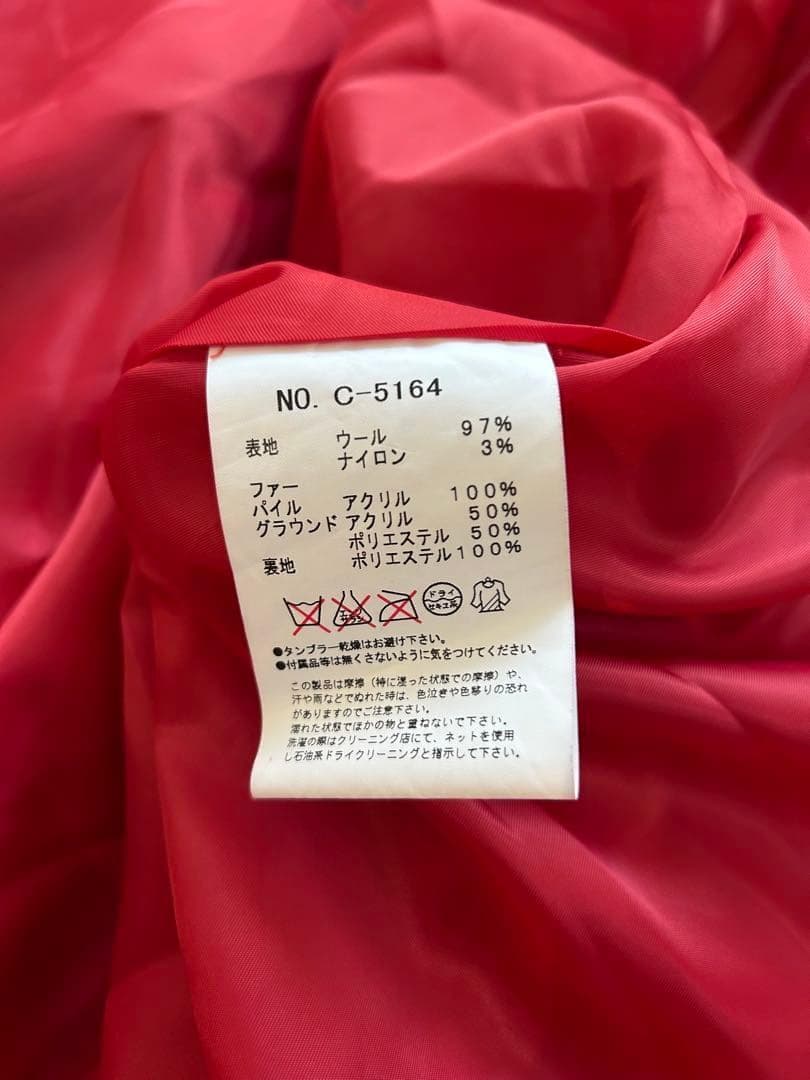 NO. C-5164
表地 ウール 97%
ナイロン 3%
ファー
パイル アクリル 100%
グラウンド アクリル 50%
ポリエステル 50%
裏地 ポリエステル 100%
エンソサラシ
ドライ
セキユ系
●タンブラー乾燥はお避け下さい。
●付属品等は無くさないように気をつけてください。
この製品は摩擦（特に湿った状態での摩擦）や、
汗や雨などでぬれた時は、色泣きや色移りの恐れ
がありますのでご注意下さい。
濡れた状態でほかの物と重ねないで下さい。
洗濯の際はクリーニング店にて、ネットを使用
し石油系ドライクリーニングと指示して下さい。